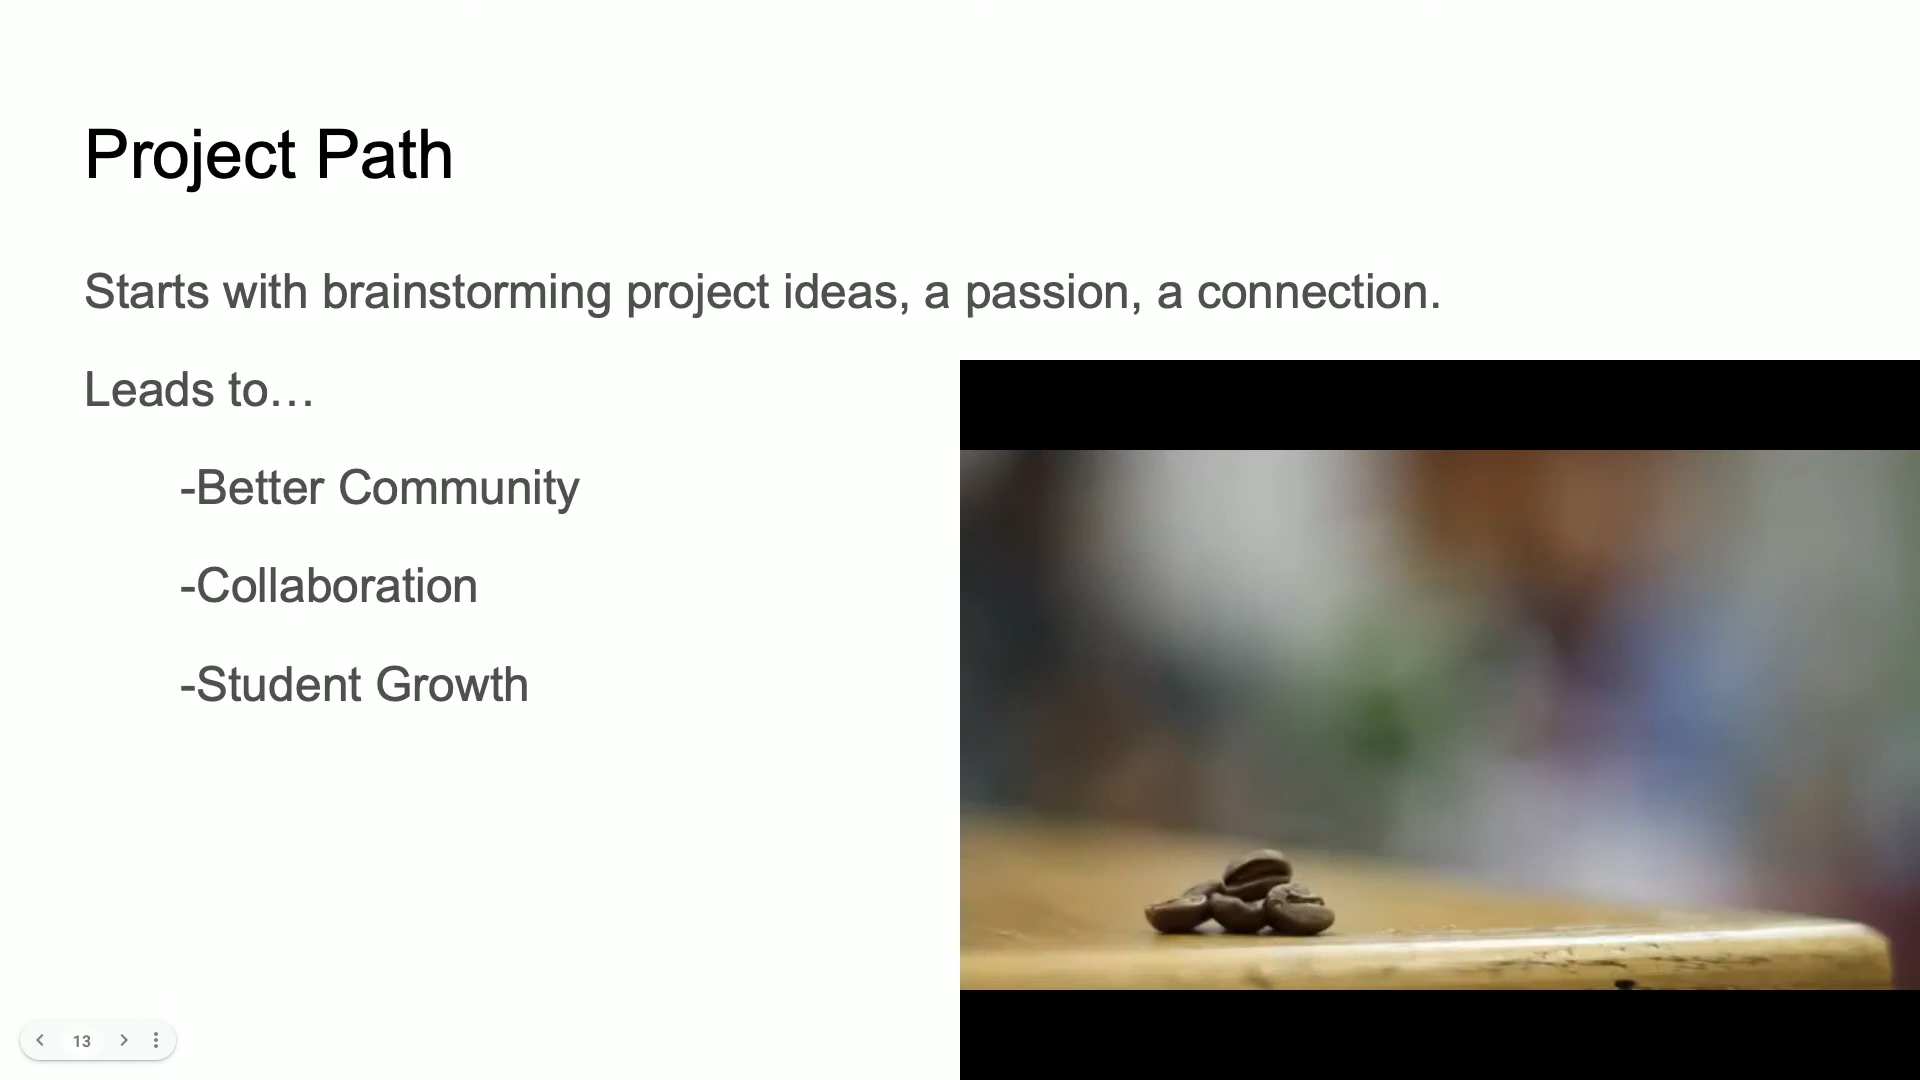 Project Path
Starts with brainstorming project ideas, a passion, a connection.
Leads to…
-Better Community
-Collaboration
-Student Growth
13